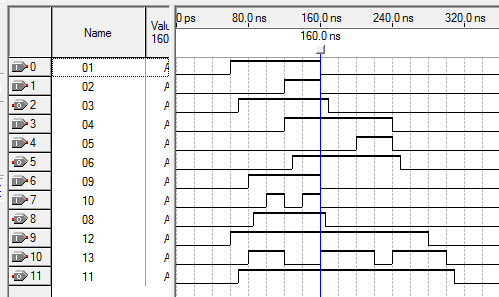 Name Valu 160. 0 ps 80.0 ns 160.0 ns 240.0 ns 320.0 ns
160.0 ns
0 01 A
1 02 A
2 03 A
3 04 A
4 05 A
5 06 A
6 09 A
7 10 A
8 08 A
9 12 A
10 13 A
11 11 A